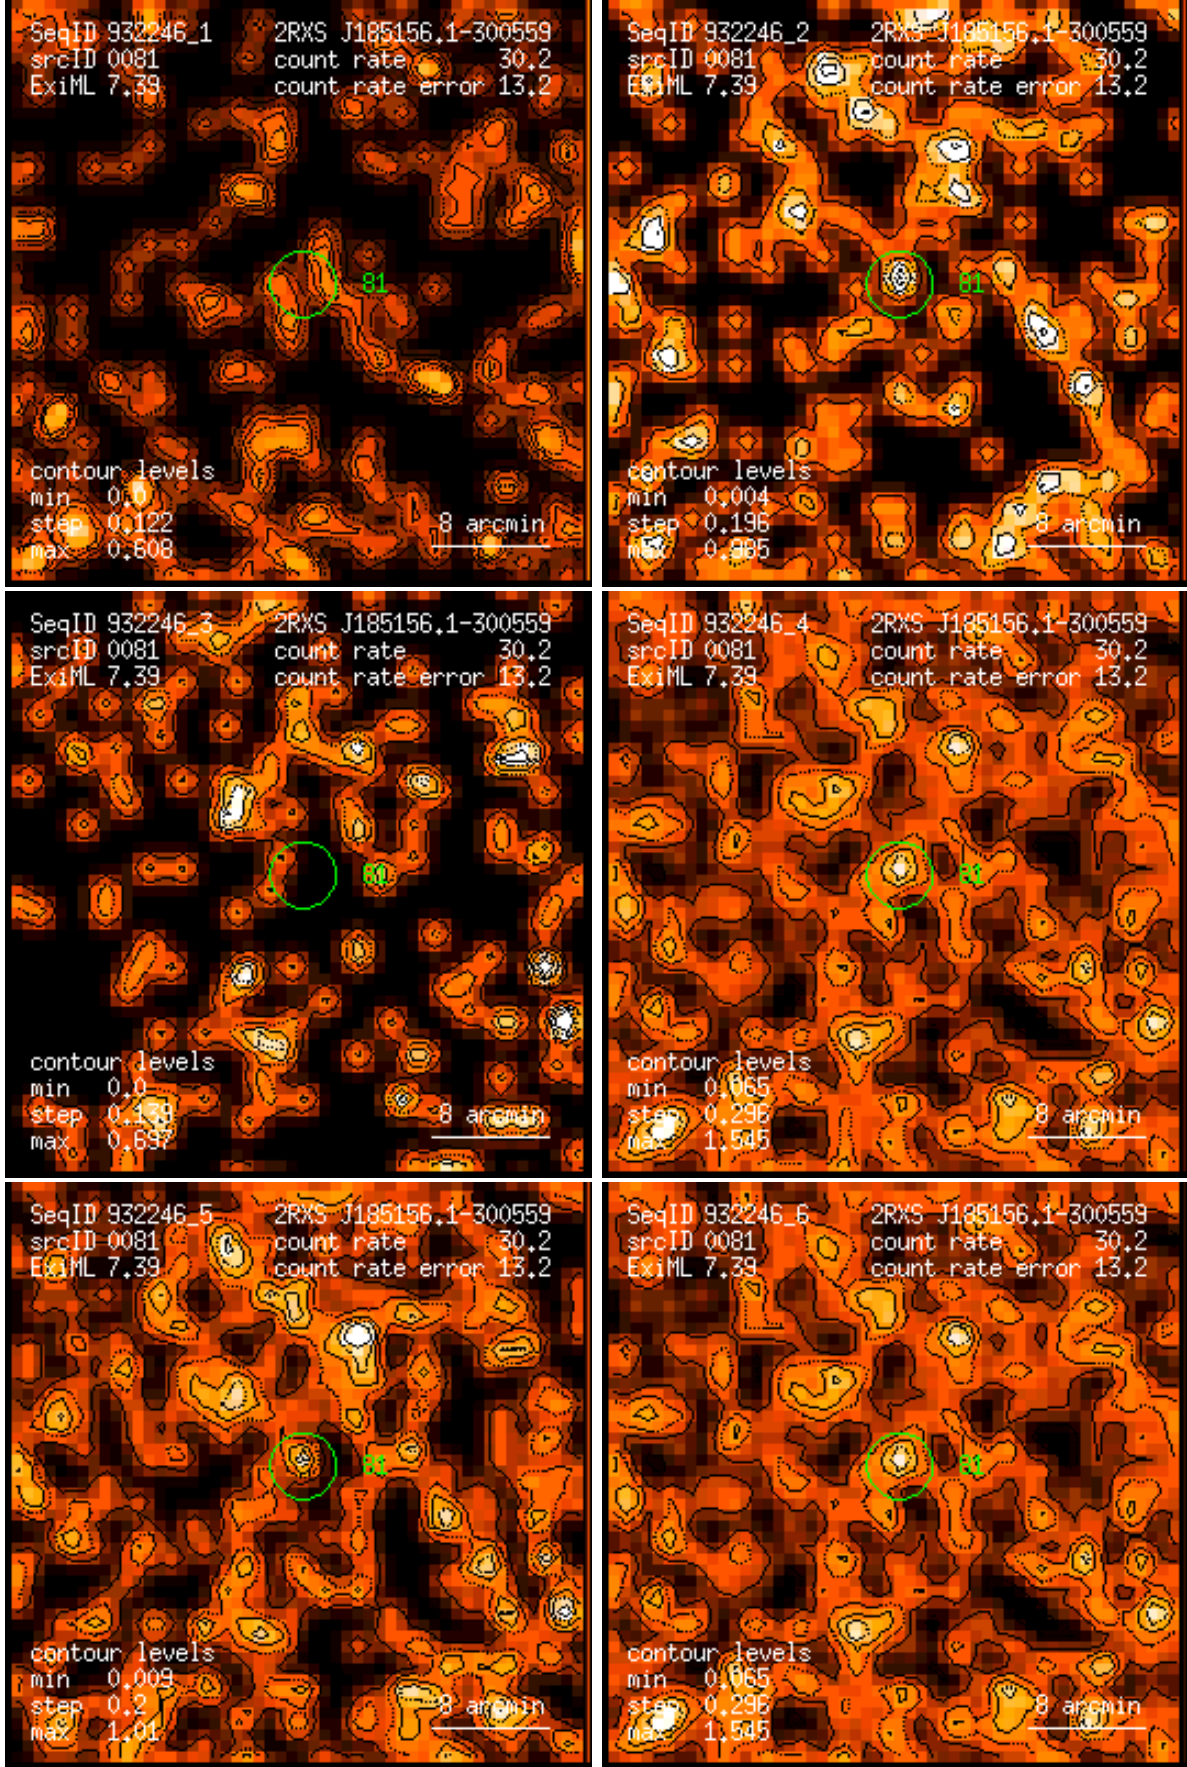 SeqID 932246_1 2RXS J185156.1-300559
srcID 0081 count rate 30.2
ExiML 7.39 count rate error 13.2
81
contour levels
min 0.0
step 0.122
max 0.608
8 arcmin
SeqID 932246_2 2RXS J185156.1-300559
srcID 0081 count rate 30.2
ExiML 7.39 count rate error 13.2
81
contour levels
min 0.004
step 0.196
max 0.985
8 arcmin
SeqID 932246_3 2RXS J185156.1-300559
srcID 0081 count rate 30.2
ExiML 7.39 count rate error 13.2
81
contour levels
min 0.0
step 0.139
max 0.697
8 arcmin
SeqID 932246_4 2RXS J185156.1-300559
srcID 0081 count rate 30.2
ExiML 7.39 count rate error 13.2
81
contour levels
min 0.065
step 0.296
max 1.545
8 arcmin
SeqID 932246_5 2RXS J185156.1-300559
srcID 0081 count rate 30.2
ExiML 7.39 count rate error 13.2
81
contour levels
min 0.009
step 0.2
max 1.01
8 arcmin
SeqID 932246_6 2RXS J185156.1-300559
srcID 0081 count rate 30.2
ExiML 7.39 count rate error 13.2
81
contour levels
min 0.065
step 0.296
max 1.545
8 arcmin